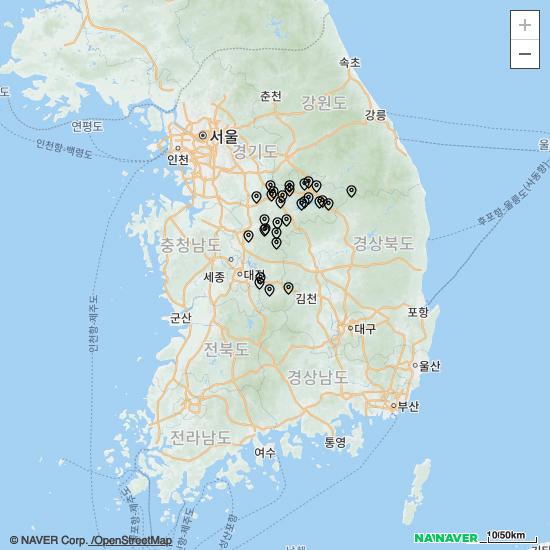 속초
춘천
강원도
강릉
도
연평도
서울
인천항-백령도
인천
경기도
울
후포항-울릉도(사동항)
충청남도
경상북도
세종
대전
김천
인천항-제주도
군산
포항
대구
전북도
울산
경상남도
부산
전라남도
여수
통영
© NAVER Corp. /OpenStreetMap
NAVER
10/50km